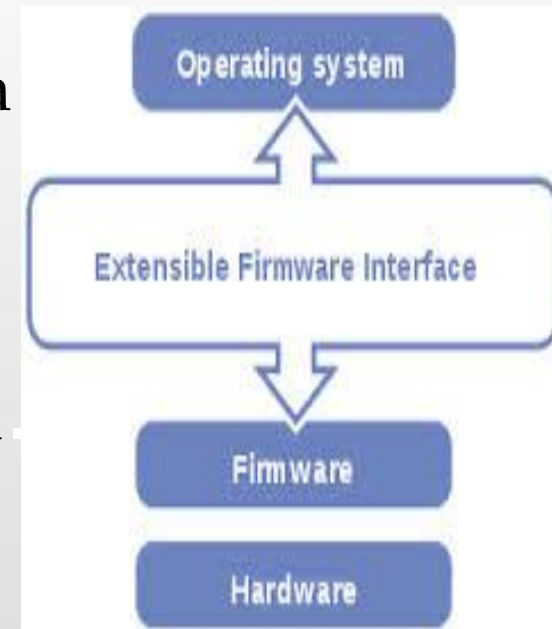 a
Operating system
Extensible Firmware Interface
Firmware
Hardware